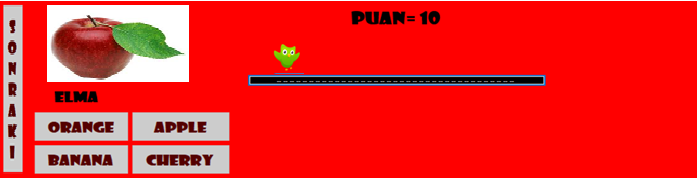 SONRAKI
PUAN= 10
ELMA
ORANGE APPLE
BANANA CHERRY